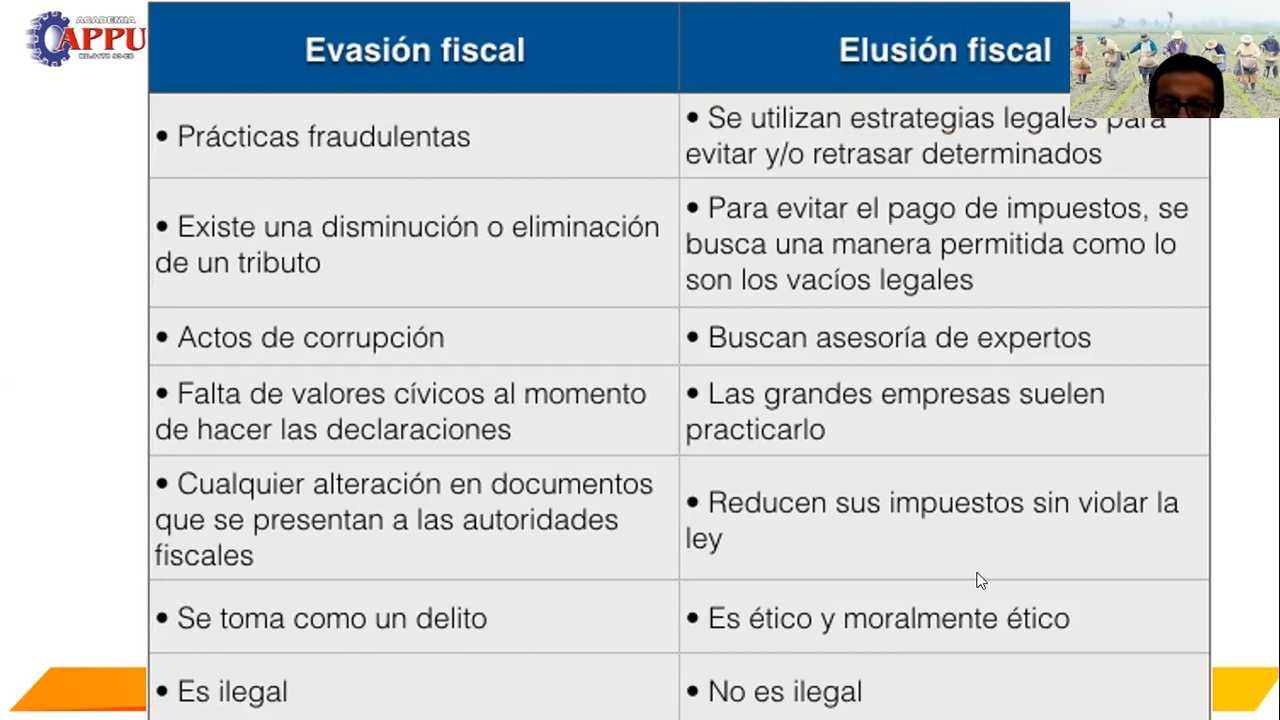 ACADEMIA
APPU
Evasión fiscal
Elusión fiscal
• Prácticas fraudulentas
• Se utilizan estrategias legales para
evitar y/o retrasar determinados
• Existe una disminución o eliminación
de un tributo
• Para evitar el pago de impuestos, se
busca una manera permitida como lo
son los vacíos legales
• Actos de corrupción
• Buscan asesoría de expertos
• Falta de valores cívicos al momento
de hacer las declaraciones
• Las grandes empresas suelen
practicarlo
• Cualquier alteración en documentos
que se presentan a las autoridades
fiscales
• Reducen sus impuestos sin violar la
ley
• Se toma como un delito
• Es ético y moralmente ético
• Es ilegal
• No es ilegal